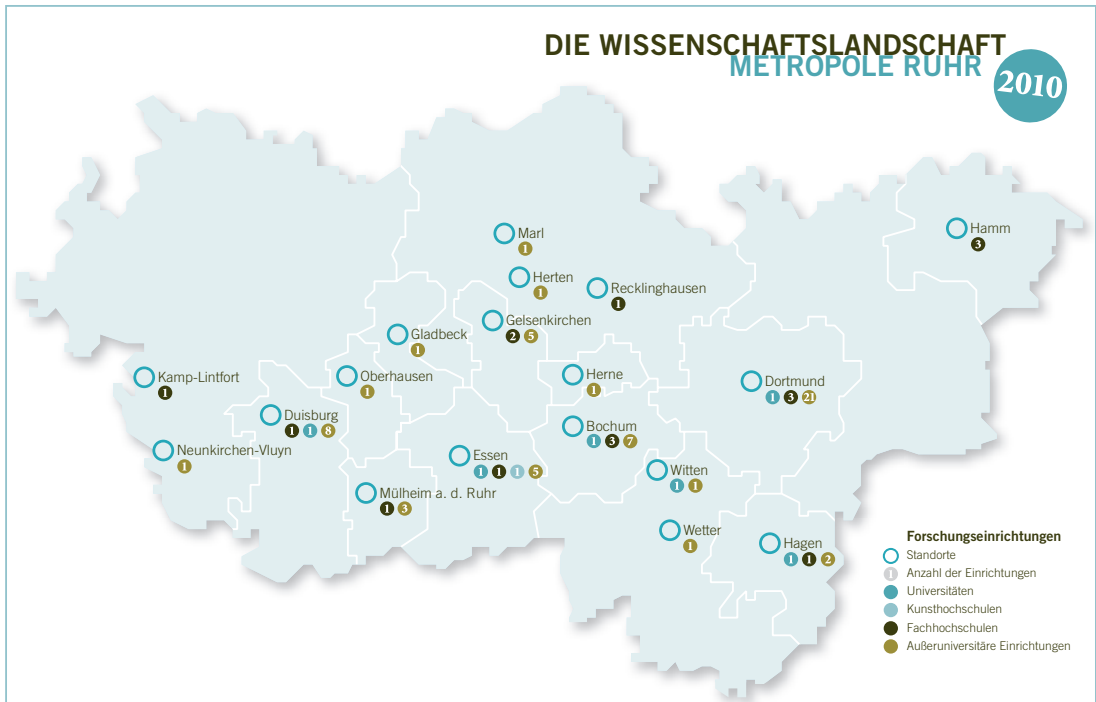 DIE WISSENSCHAFTSLANDSCHAFT
METROPOLE RUHR
2010
Hamm
3
Marl
1
Herten
1
Recklinghausen
1
Gelsenkirchen
2 5
Gladbeck
1
Kamp-Lintfort
1
Oberhausen
1
Herne
1
Dortmund
1 3 21
Duisburg
1 1 8
Bochum
1 3 7
Neunkirchen-Vluyn
1
Essen
1 1 1 5
Witten
1 1
Mülheim a. d. Ruhr
1 3
Wetter
1
Hagen
1 1 2
Forschungseinrichtungen
Standorte
1 Anzahl der Einrichtungen
Universitäten
Kunsthochschulen
Fachhochschulen
Außeruniversitäre Einrichtungen